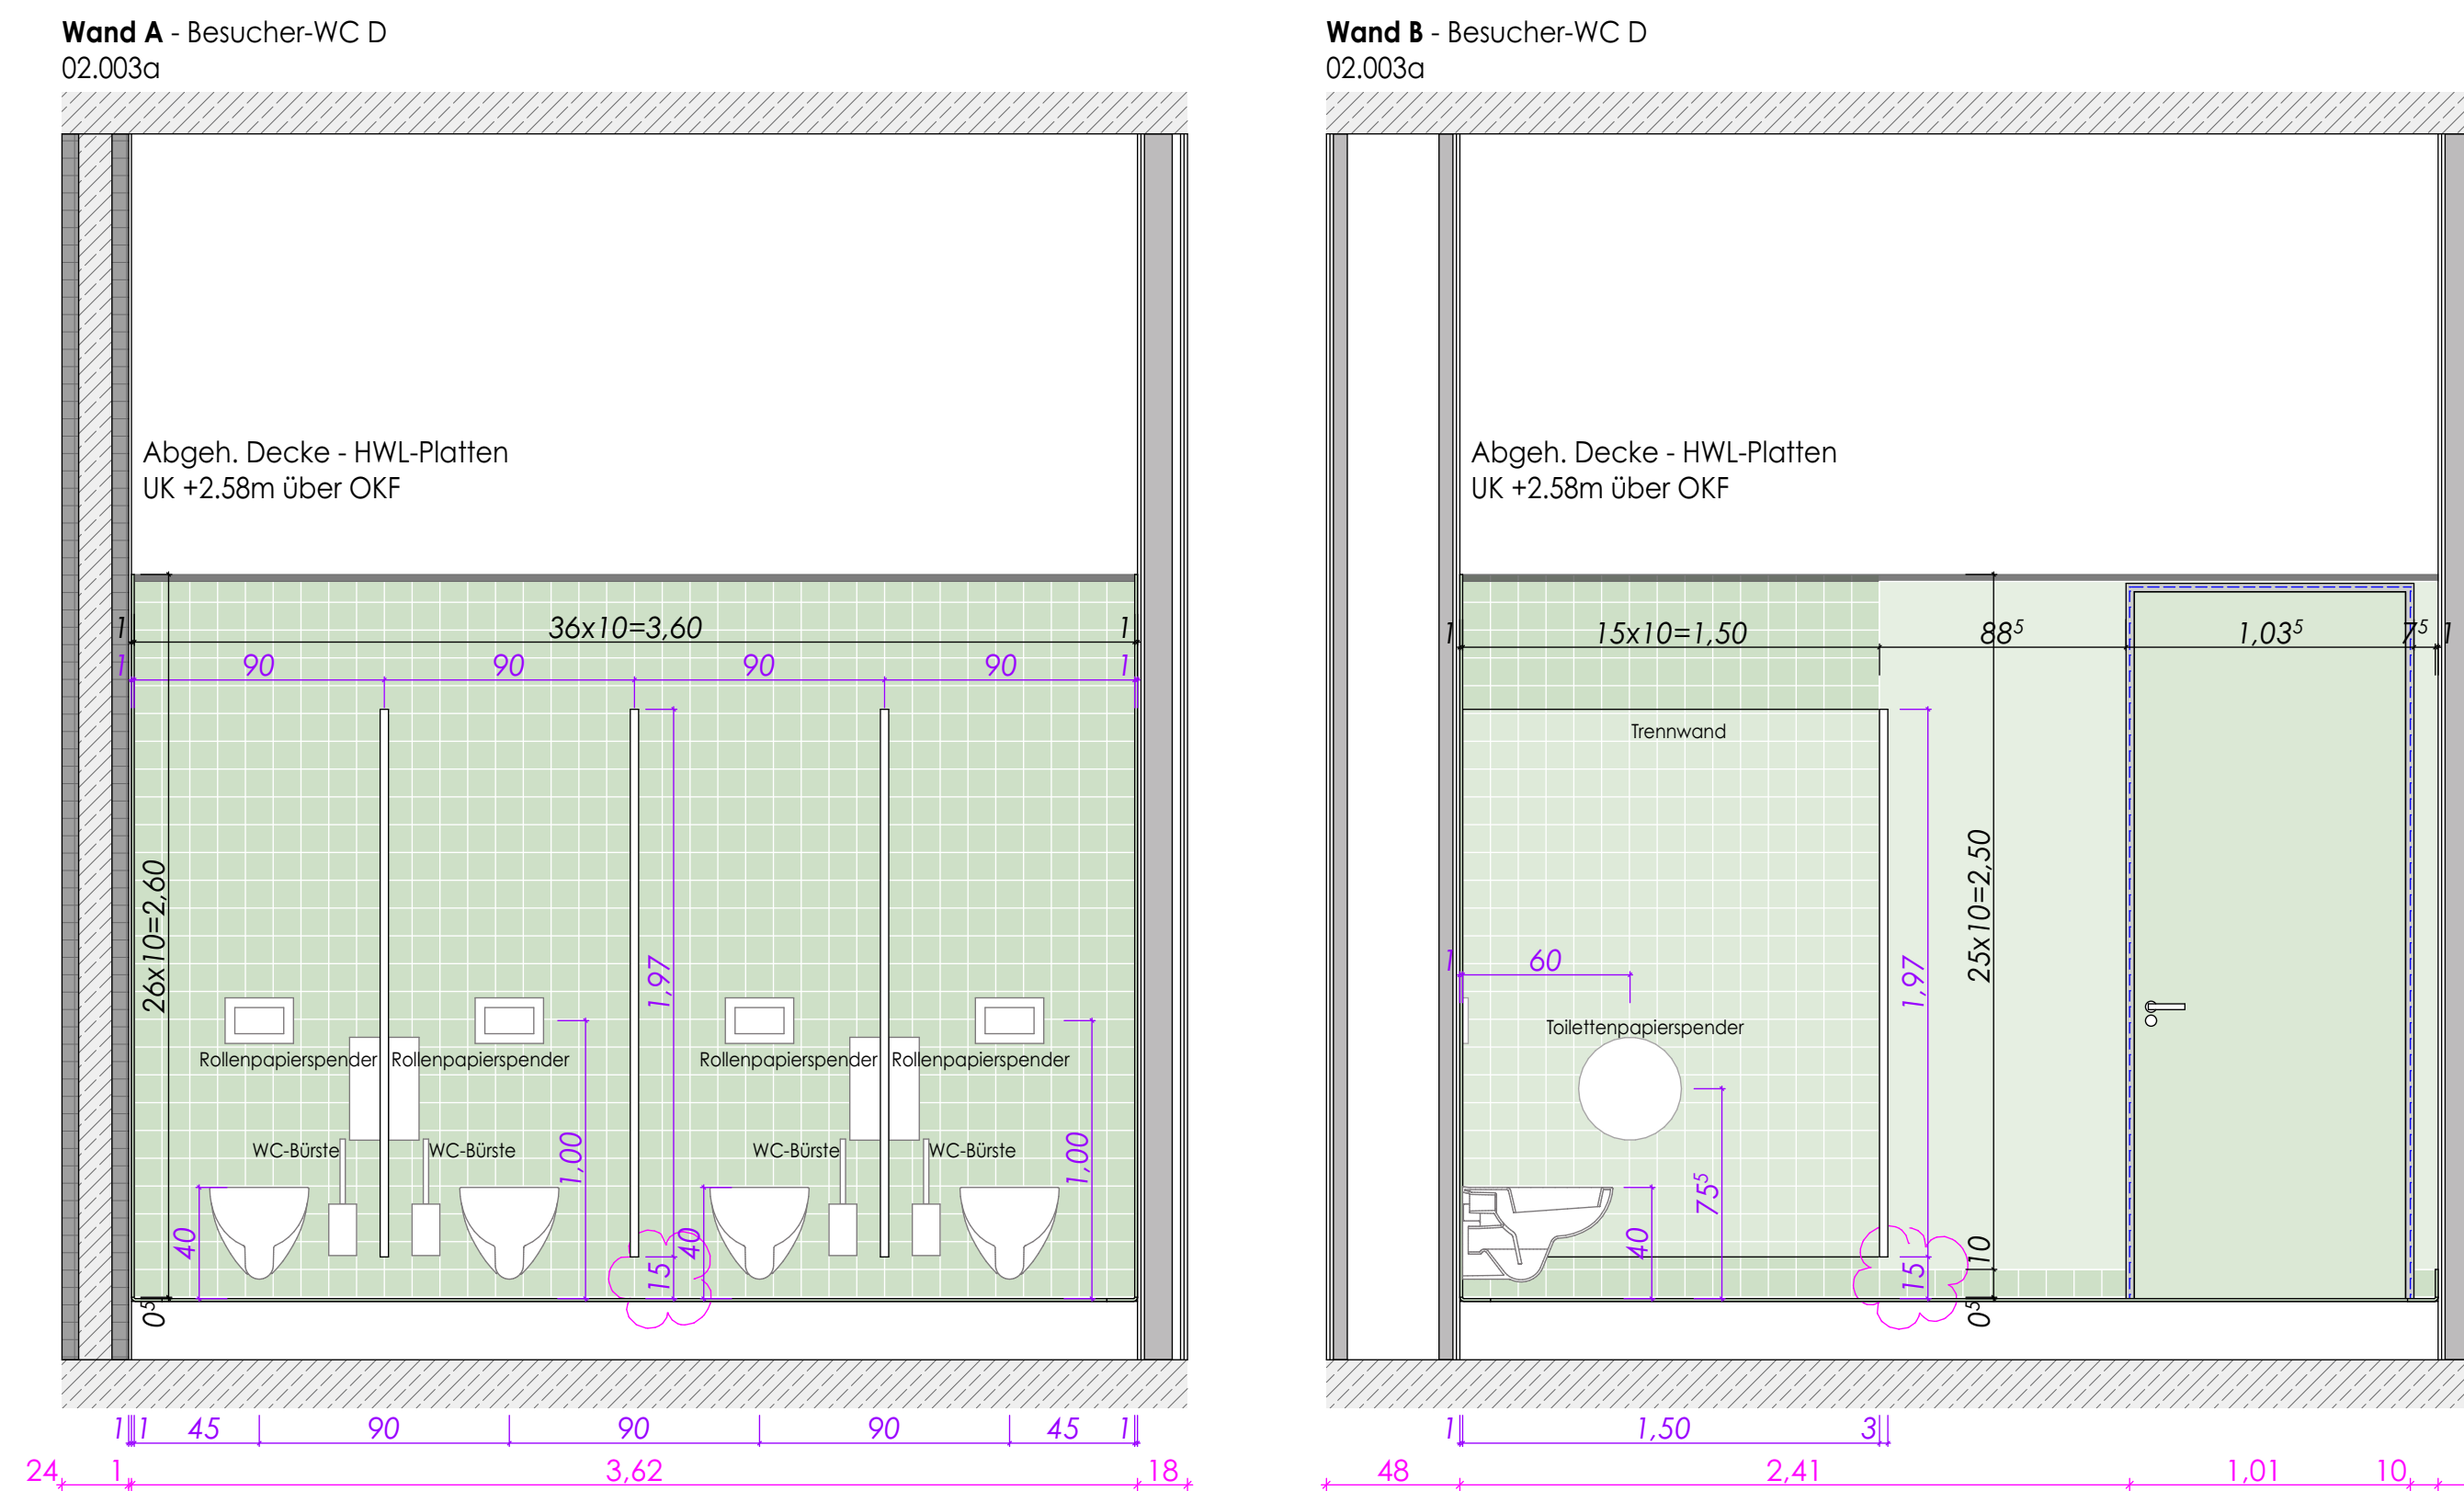 Wand A - Besucher-WC D
02.003a
Abgeh. Decke - HWL-Platten
UK +2.58m über OKF
1 36x10=3,60 1
1 90 90 90 90 1
26x10=2,60
1,97
Rollenpapierspender Rollenpapierspender Rollenpapierspender Rollenpapierspender
WC-Bürste WC-Bürste WC-Bürste WC-Bürste
1,00 1,00
40 15 40
0⁵
1 1 45 90 90 90 45 1
24 1 3,62 18
Wand B - Besucher-WC D
02.003a
Abgeh. Decke - HWL-Platten
UK +2.58m über OKF
1 15x10=1,50 88⁵ 1,03⁵ 7⁵ 1
Trennwand
25x10=2,50
1 60
1,97
Toilettenpapierspender
75⁵
40 15 10
0⁵
1 1,50 3
48 2,41 1,01 10